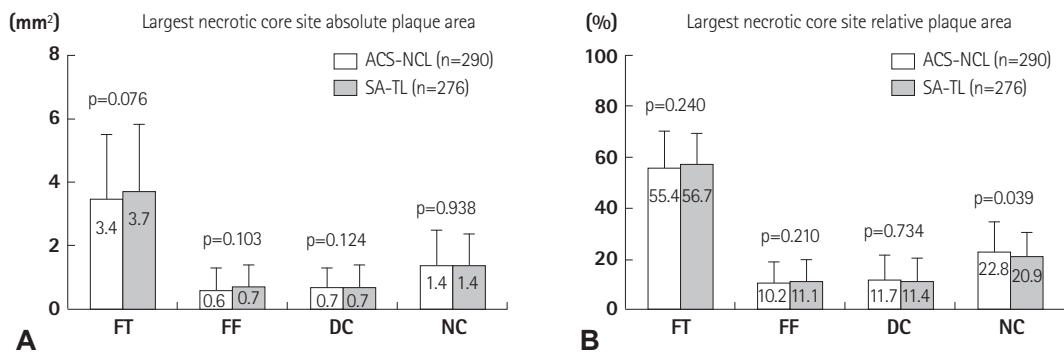 (mm²) Largest necrotic core site absolute plaque area
8
6
4
2
0
ACS-NCL (n=290)
SA-TL (n=276)
p=0.076
p=0.103
p=0.124
p=0.938
3.4 3.7
0.6 0.7
0.7 0.7
1.4 1.4
FT FF DC NC
A
(%) Largest necrotic core site relative plaque area
100
80
60
40
20
0
ACS-NCL (n=290)
SA-TL (n=276)
p=0.240
p=0.210
p=0.734
p=0.039
55.4 56.7
10.2 11.1
11.7 11.4
22.8 20.9
FT FF DC NC
B